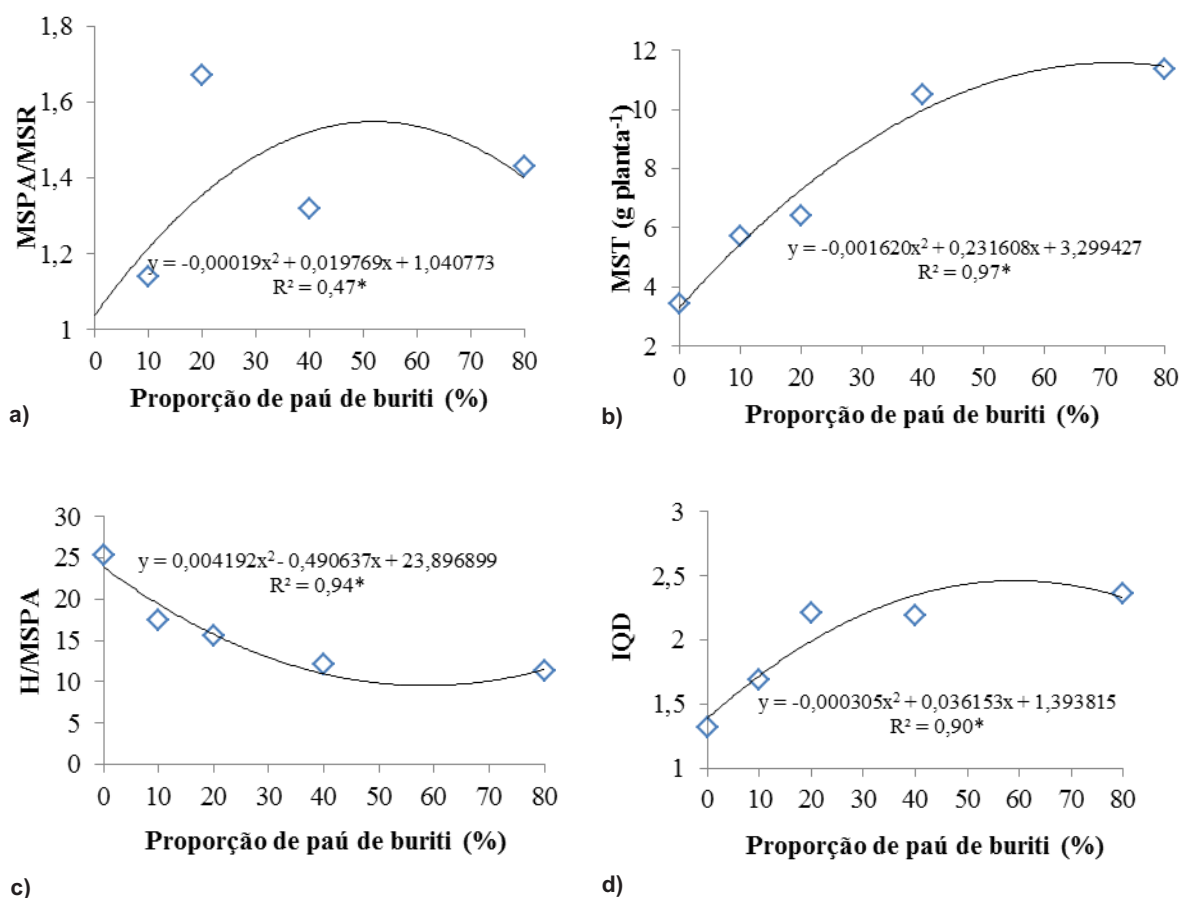 1,8
1,6
1,4
1,2
1
MSPA/MSR
y = -0,00019x² + 0,019769x + 1,040773
R² = 0,47*
0 10 20 30 40 50 60 70 80
Proporção de paú de buriti (%)
a)
12
10
8
6
4
2
MST (g planta⁻¹)
y = -0,001620x² + 0,231608x + 3,299427
R² = 0,97*
0 10 20 30 40 50 60 70 80
Proporção de paú de buriti (%)
b)
30
25
20
15
10
5
0
H/MSPA
y = 0,004192x² - 0,490637x + 23,896899
R² = 0,94*
0 10 20 30 40 50 60 70 80
Proporção de paú de buriti (%)
c)
3
2,5
2
1,5
1
IQD
y = -0,000305x² + 0,036153x + 1,393815
R² = 0,90*
0 10 20 30 40 50 60 70 80
Proporção de paú de buriti (%)
d)